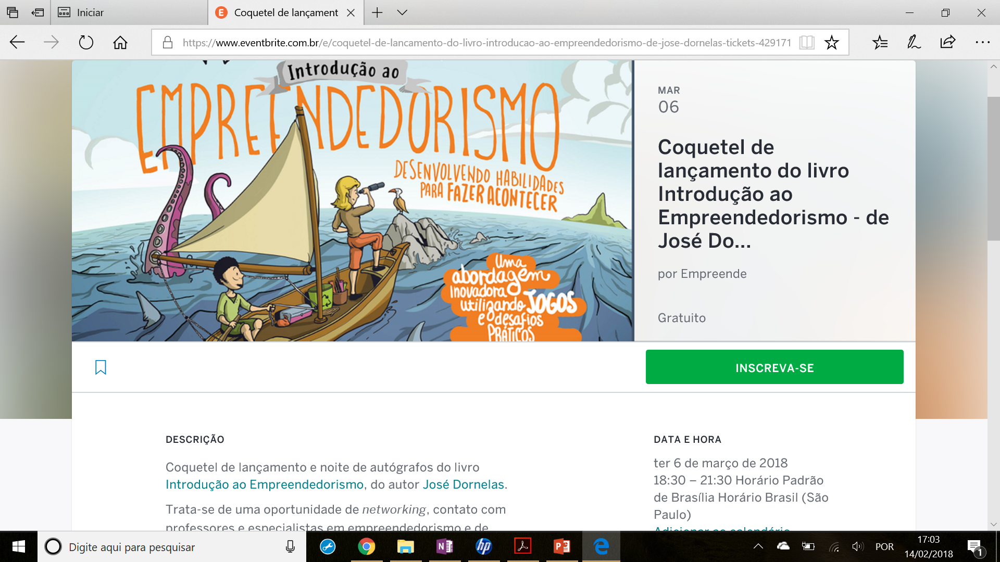 Iniciar
E Coquetel de lançament
https://www.eventbrite.com.br/e/coquetel-de-lancamento-do-livro-introducao-ao-empreendedorismo-de-jose-dornelas-tickets-429171
Introdução ao
EMPREENDEDORISMO
DESENVOLVENDO HABILIDADES
PARA FAZER ACONTECER
Uma
abordagem
inovadora
utilizando JOGOS
e desafios
PRÁTICOS
MAR
06
Coquetel de
lançamento do livro
Introdução ao
Empreendedorismo - de
José Do...
por Empreende
Gratuito
INSCREVA-SE
DESCRIÇÃO
Coquetel de lançamento e noite de autógrafos do livro
Introdução ao Empreendedorismo, do autor José Dornelas.
Trata-se de uma oportunidade de networking, contato com
professores e especialistas em empreendedorismo e de
DATA E HORA
ter 6 de março de 2018
18:30 – 21:30 Horário Padrão
de Brasília Horário Brasil (São
Paulo)
Adicionar ao calendário
Digite aqui para pesquisar
N
hp
P
POR
17:03
14/02/2018
1